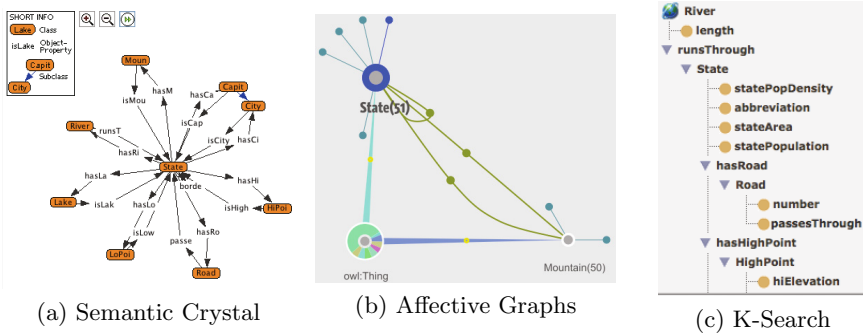 SHORT INFO
Lake Class
isLake Object-
Property
Capit
Subclass
City
Moun
hasM
isMou
hasCa
Capit
City
isCap
River
runsT
hasRi
isCity
hasCi
State
hasLa
borde
hasHi
Lake
isLak
hasLo
isHigh
HiPoi
isLow
passe
hasRo
LoPoi
Road
(a) Semantic Crystal
State(51)
owl:Thing
Mountain(50)
(b) Affective Graphs
River
length
runsThrough
State
statePopDensity
abbreviation
stateArea
statePopulation
hasRoad
Road
number
passesThrough
hasHighPoint
HighPoint
hiElevation
(c) K-Search